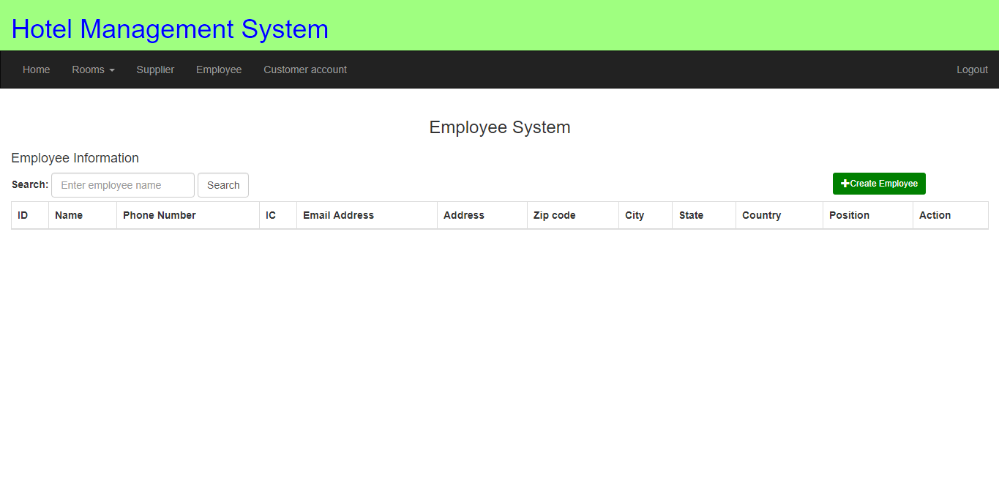 Hotel Management System
Home Rooms Supplier Employee Customer account Logout
Employee System
Employee Information
Search: Enter employee name Search Create Employee
ID Name Phone Number IC Email Address Address Zip code City State Country Position Action